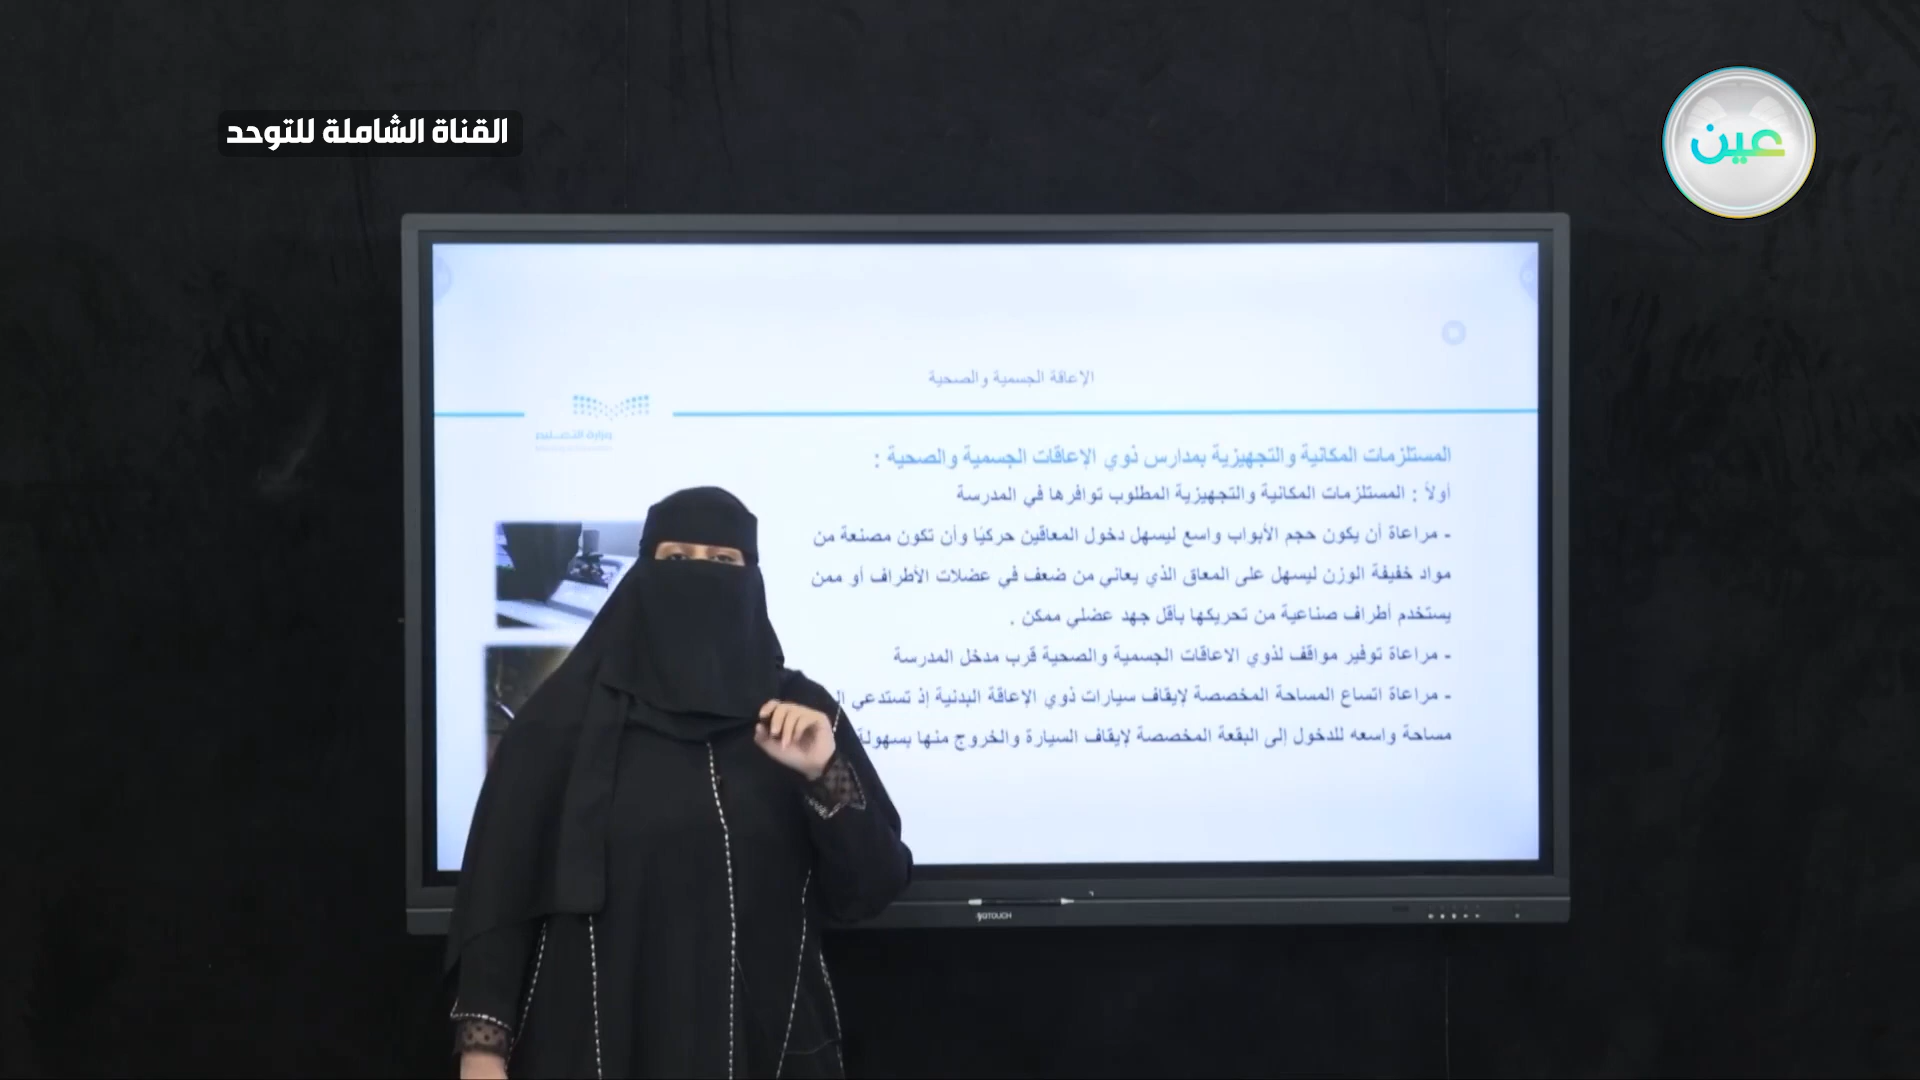 القناة الشاملة للتوحد
عين
الإعاقة الجسمية والصحية
وزارة التعليم
المستلزمات المكانية والتجهيزية بمدارس ذوي الإعاقات الجسمية والصحية :
أولاً : المستلزمات المكانية والتجهيزية المطلوب توافرها في المدرسة
- مراعاة أن يكون حجم الأبواب واسع ليسهل دخول المعاقين حركيًا وأن تكون مصنعة من
مواد خفيفة الوزن ليسهل على المعاق الذي يعاني من ضعف في عضلات الأطراف أو ممن
يستخدم أطراف صناعية من تحريكها بأقل جهد عضلي ممكن .
- مراعاة توفير مواقف لذوي الاعاقات الجسمية والصحية قرب مدخل المدرسة
- مراعاة اتساع المساحة المخصصة لإيقاف سيارات ذوي الإعاقة البدنية إذ تستدعي
مساحة واسعه للدخول إلى البقعة المخصصة لإيقاف السيارة والخروج منها بسهولة